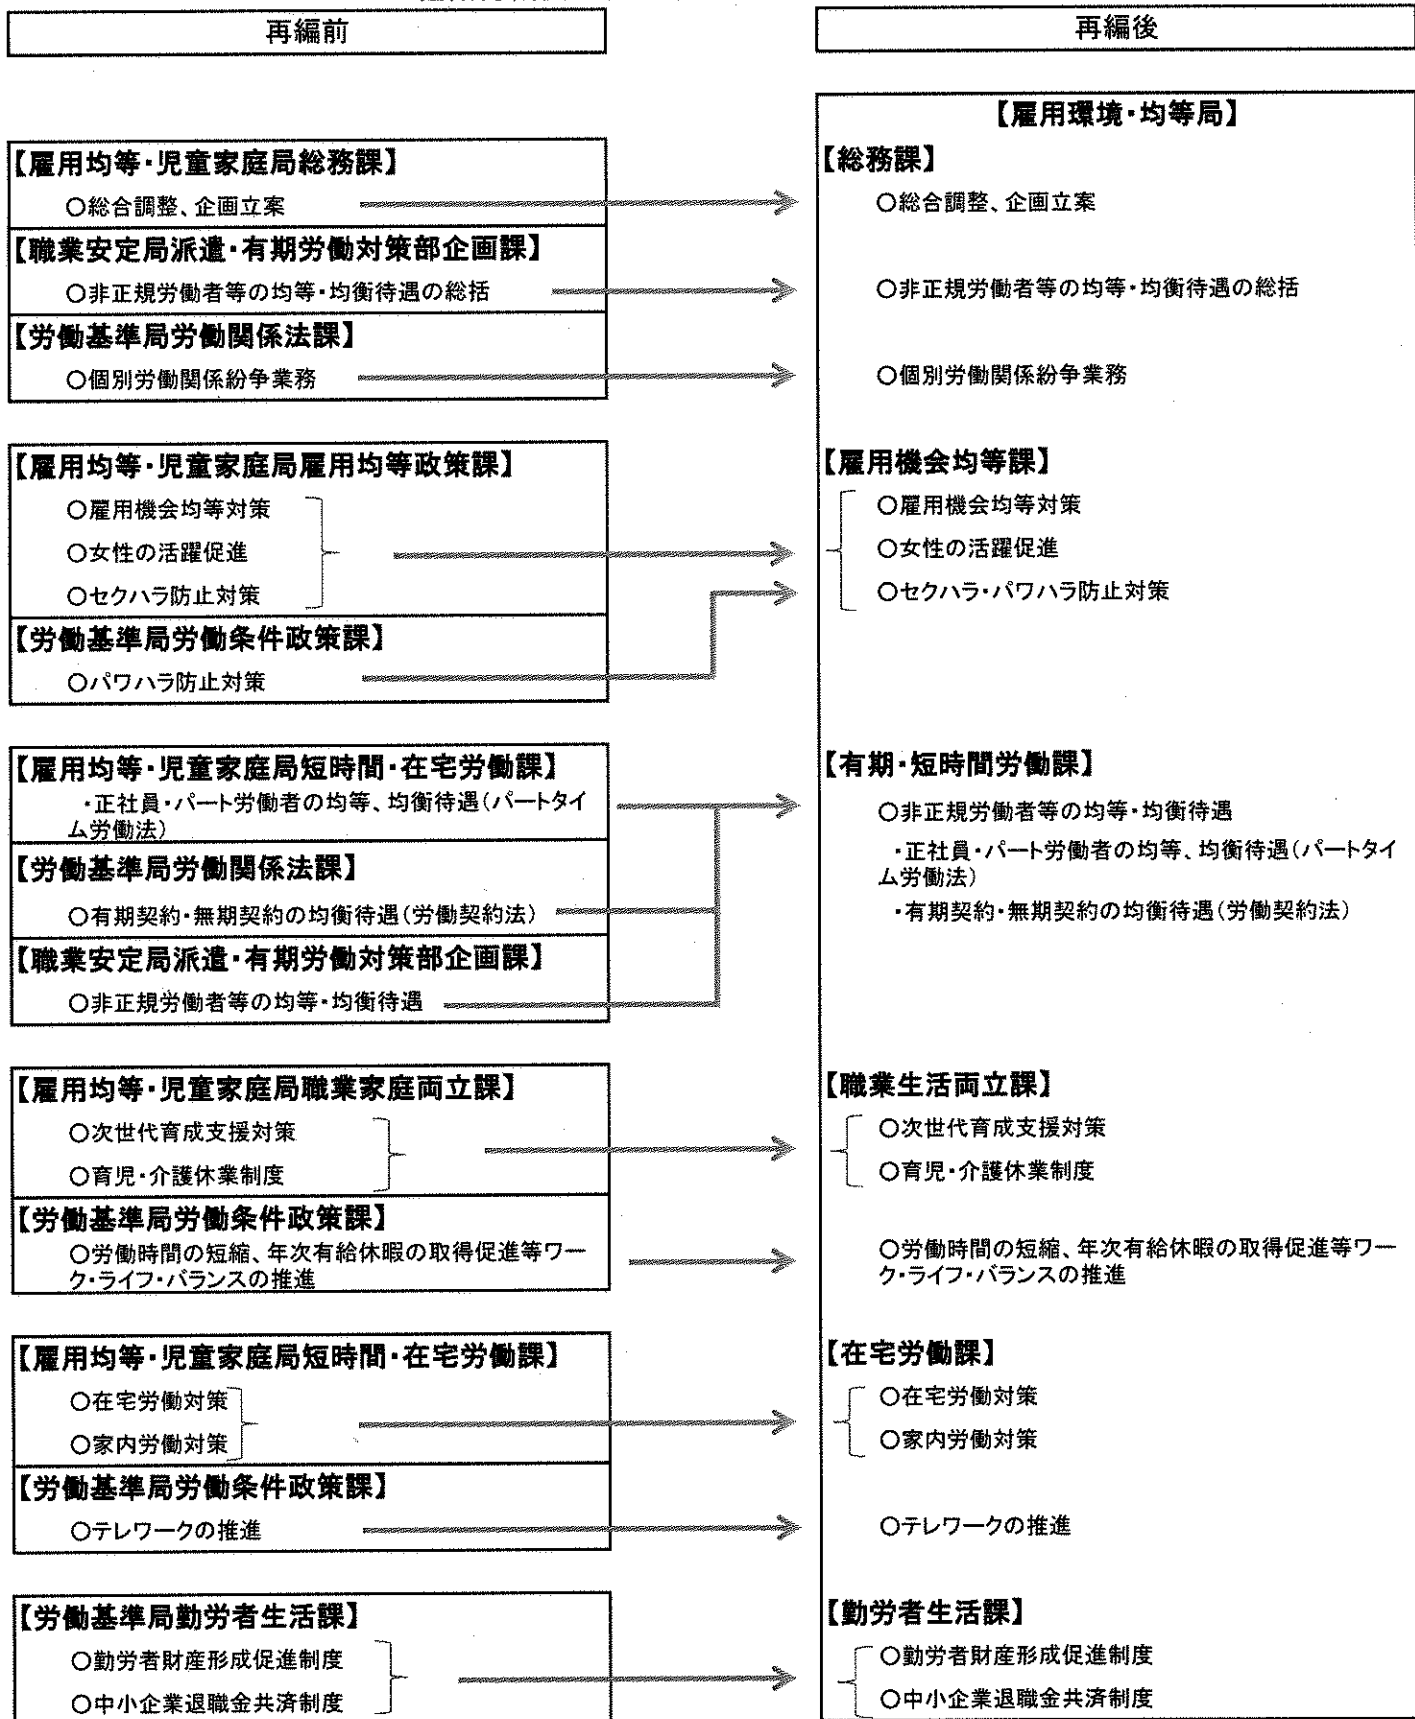 再編前
再編後
【雇用均等・児童家庭局総務課】
○総合調整、企画立案
【職業安定局派遣・有期労働対策部企画課】
○非正規労働者等の均等・均衡待遇の総括
【労働基準局労働関係法課】
○個別労働関係紛争業務
【雇用均等・児童家庭局雇用均等政策課】
○雇用機会均等対策
○女性の活躍促進
○セクハラ防止対策
【労働基準局労働条件政策課】
○パワハラ防止対策
【雇用均等・児童家庭局短時間・在宅労働課】
・正社員・パート労働者の均等、均衡待遇(パートタイ
ム労働法)
【労働基準局労働関係法課】
○有期契約・無期契約の均衡待遇(労働契約法)
【職業安定局派遣・有期労働対策部企画課】
○非正規労働者等の均等・均衡待遇
【雇用均等・児童家庭局職業家庭両立課】
○次世代育成支援対策
○育児・介護休業制度
【労働基準局労働条件政策課】
○労働時間の短縮、年次有給休暇の取得促進等ワー
ク・ライフ・バランスの推進
【雇用均等・児童家庭局短時間・在宅労働課】
○在宅労働対策
○家内労働対策
【労働基準局労働条件政策課】
○テレワークの推進
【労働基準局勤労者生活課】
○勤労者財産形成促進制度
○中小企業退職金共済制度
【雇用環境・均等局】
【総務課】
○総合調整、企画立案
○非正規労働者等の均等・均衡待遇の総括
○個別労働関係紛争業務
【雇用機会均等課】
○雇用機会均等対策
○女性の活躍促進
○セクハラ・パワハラ防止対策
【有期・短時間労働課】
○非正規労働者等の均等・均衡待遇
・正社員・パート労働者の均等、均衡待遇(パートタイ
ム労働法)
・有期契約・無期契約の均衡待遇(労働契約法)
【職業生活両立課】
○次世代育成支援対策
○育児・介護休業制度
○労働時間の短縮、年次有給休暇の取得促進等ワー
ク・ライフ・バランスの推進
【在宅労働課】
○在宅労働対策
○家内労働対策
○テレワークの推進
【勤労者生活課】
○勤労者財産形成促進制度
○中小企業退職金共済制度